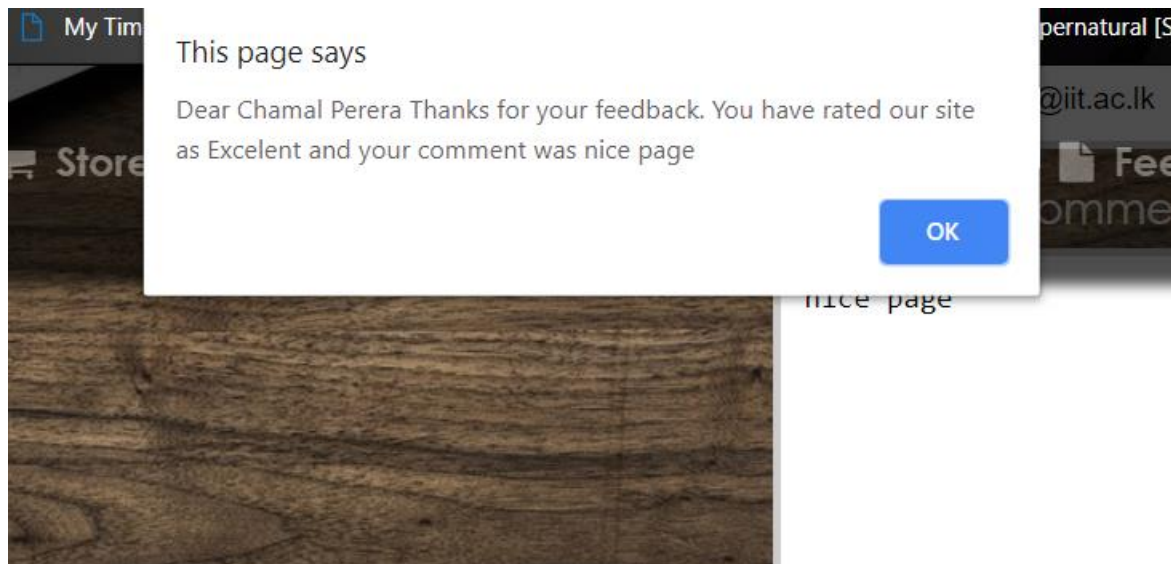 My Tim
pernatural [S
This page says
Dear Chamal Perera Thanks for your feedback. You have rated our site
as Excelent and your comment was nice page
@iit.ac.lk
Store
Fee
omme
OK
nice page